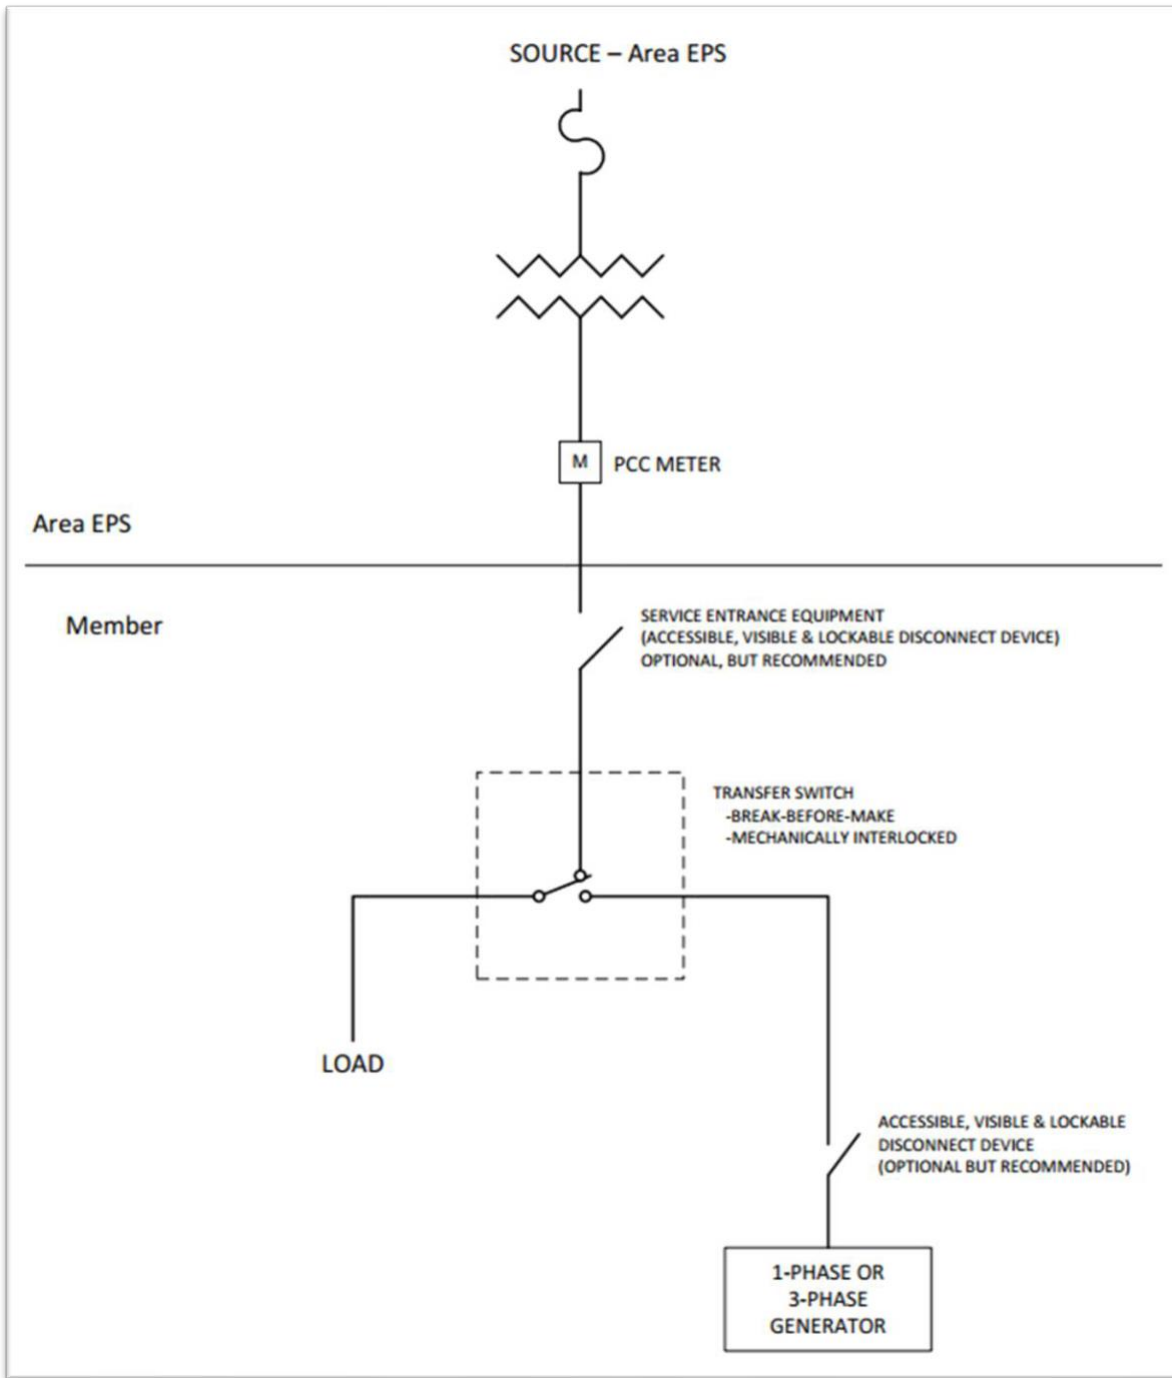 SOURCE – Area EPS
M
PCC METER
Area EPS
Member
SERVICE ENTRANCE EQUIPMENT
(ACCESSIBLE, VISIBLE & LOCKABLE DISCONNECT DEVICE)
OPTIONAL, BUT RECOMMENDED
TRANSFER SWITCH
-BREAK-BEFORE-MAKE
-MECHANICALLY INTERLOCKED
LOAD
ACCESSIBLE, VISIBLE & LOCKABLE
DISCONNECT DEVICE
(OPTIONAL BUT RECOMMENDED)
1-PHASE OR
3-PHASE
GENERATOR